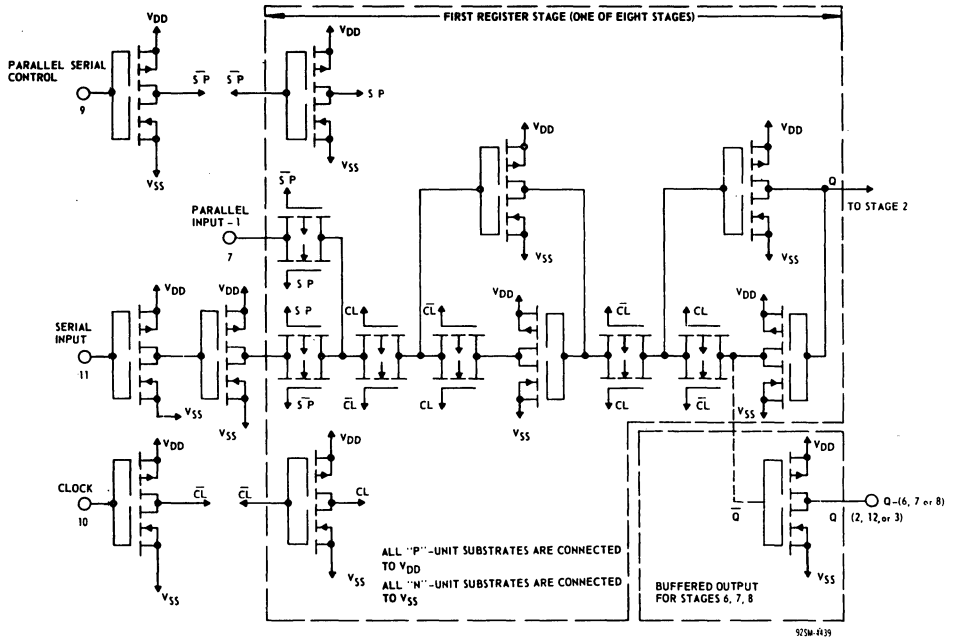 FIRST REGISTER STAGE (ONE OF EIGHT STAGES)
VDD
VDD
PARALLEL SERIAL
CONTROL
9
S̅P̅
S̅P̅
S P
VSS
VSS
VDD
VDD
Q
TO STAGE 2
S̅P̅
PARALLEL
INPUT - 1
7
S P
VSS
VSS
VDD
VDD
S P
CL
C̅L̅
VDD
C̅L̅
CL
VDD
SERIAL
INPUT
11
VSS
VSS
S̅P̅
C̅L̅
CL
VSS
CL
C̅L̅
VSS
VDD
VDD
VDD
CLOCK
10
C̅L̅
C̅L̅
CL
Q̅
Q
Q-(6, 7 or 8)
(2, 12, or 3)
VSS
VSS
VSS
ALL "P"-UNIT SUBSTRATES ARE CONNECTED
TO VDD
ALL "N"-UNIT SUBSTRATES ARE CONNECTED
TO VSS
BUFFERED OUTPUT
FOR STAGES 6, 7, 8